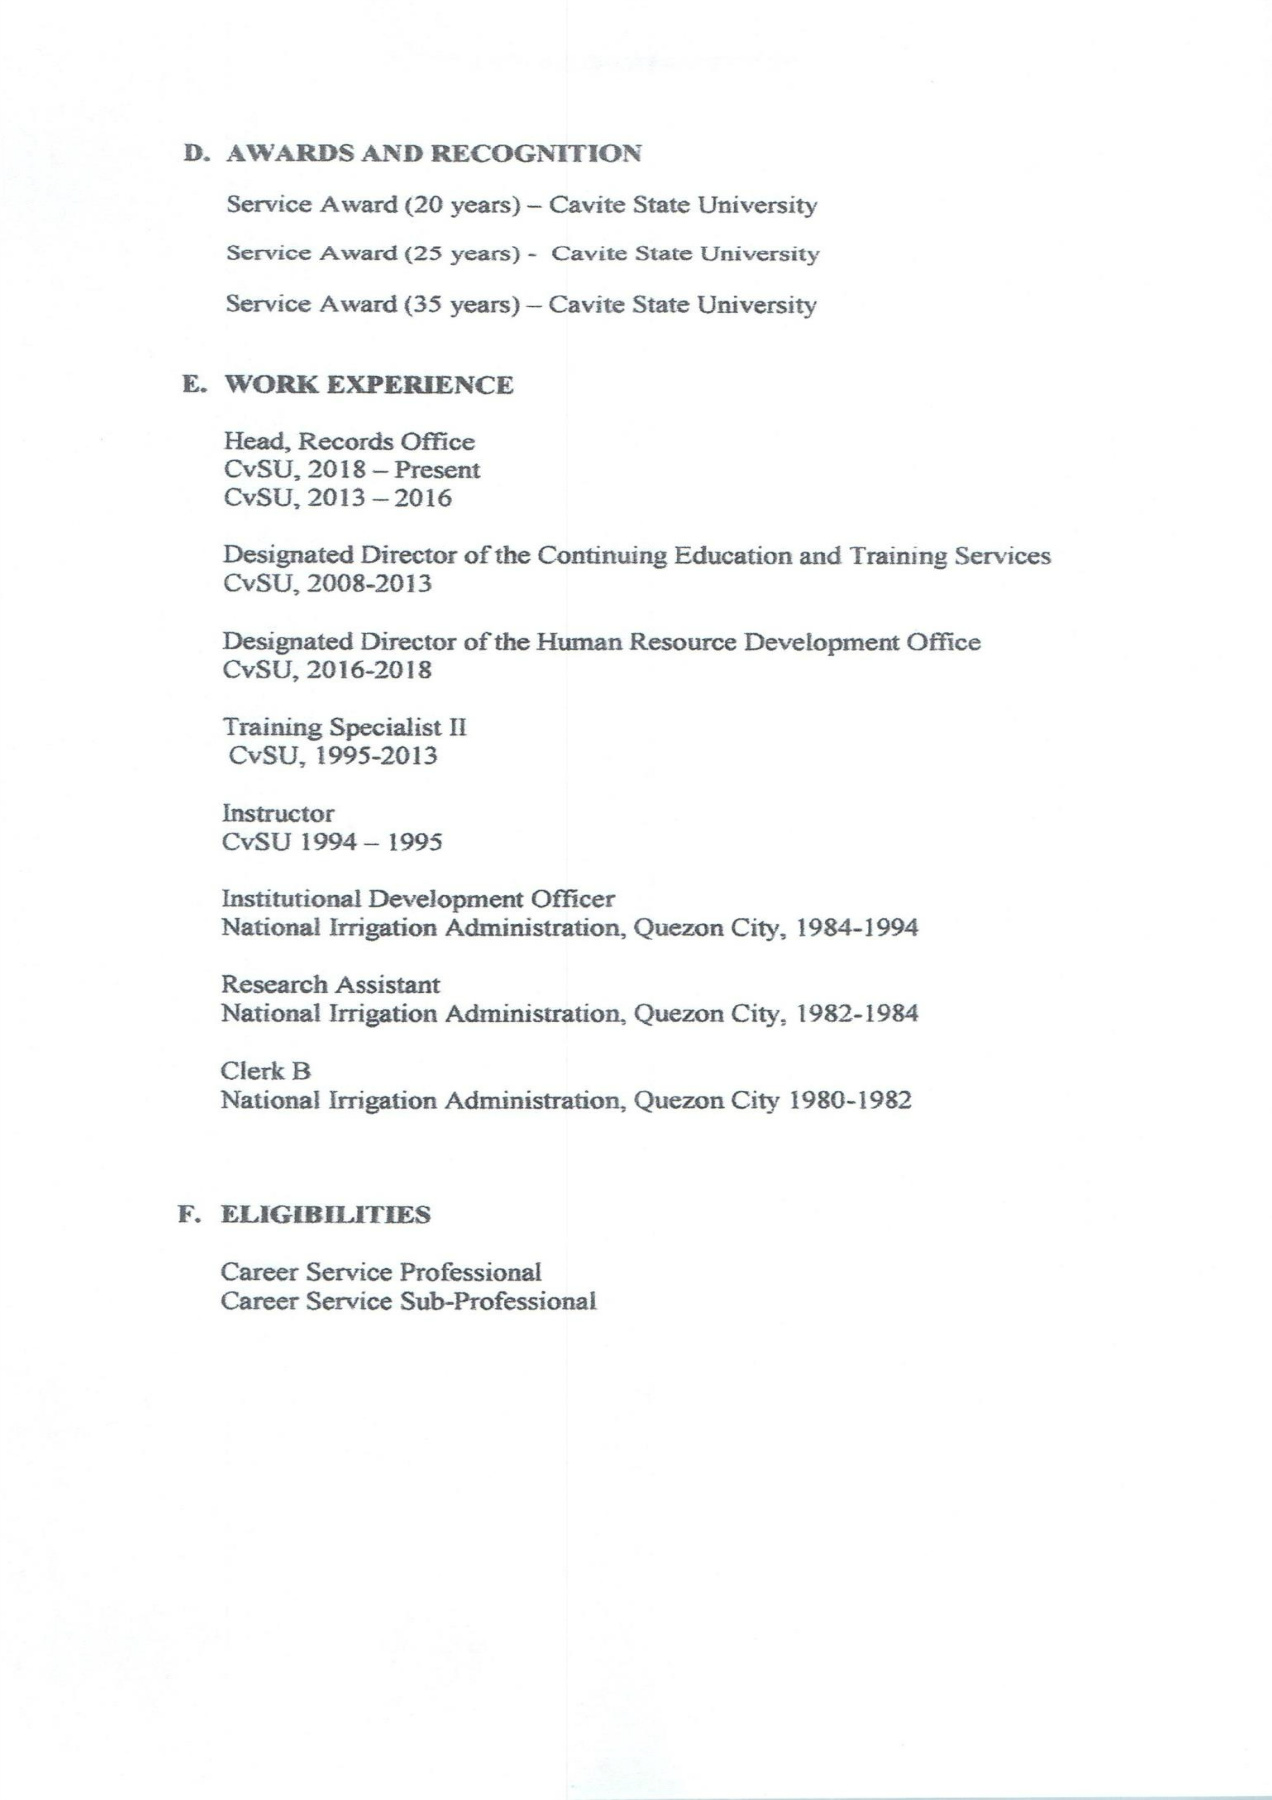 D. AWARDS AND RECOGNITION
Service Award (20 years) – Cavite State University
Service Award (25 years) - Cavite State University
Service Award (35 years) – Cavite State University
E. WORK EXPERIENCE
Head, Records Office
CvSU, 2018 – Present
CvSU, 2013 – 2016
Designated Director of the Continuing Education and Training Services
CvSU, 2008-2013
Designated Director of the Human Resource Development Office
CvSU, 2016-2018
Training Specialist II
CvSU, 1995-2013
Instructor
CvSU 1994 – 1995
Institutional Development Officer
National Irrigation Administration, Quezon City, 1984-1994
Research Assistant
National Irrigation Administration, Quezon City, 1982-1984
Clerk B
National Irrigation Administration, Quezon City 1980-1982
F. ELIGIBILITIES
Career Service Professional
Career Service Sub-Professional